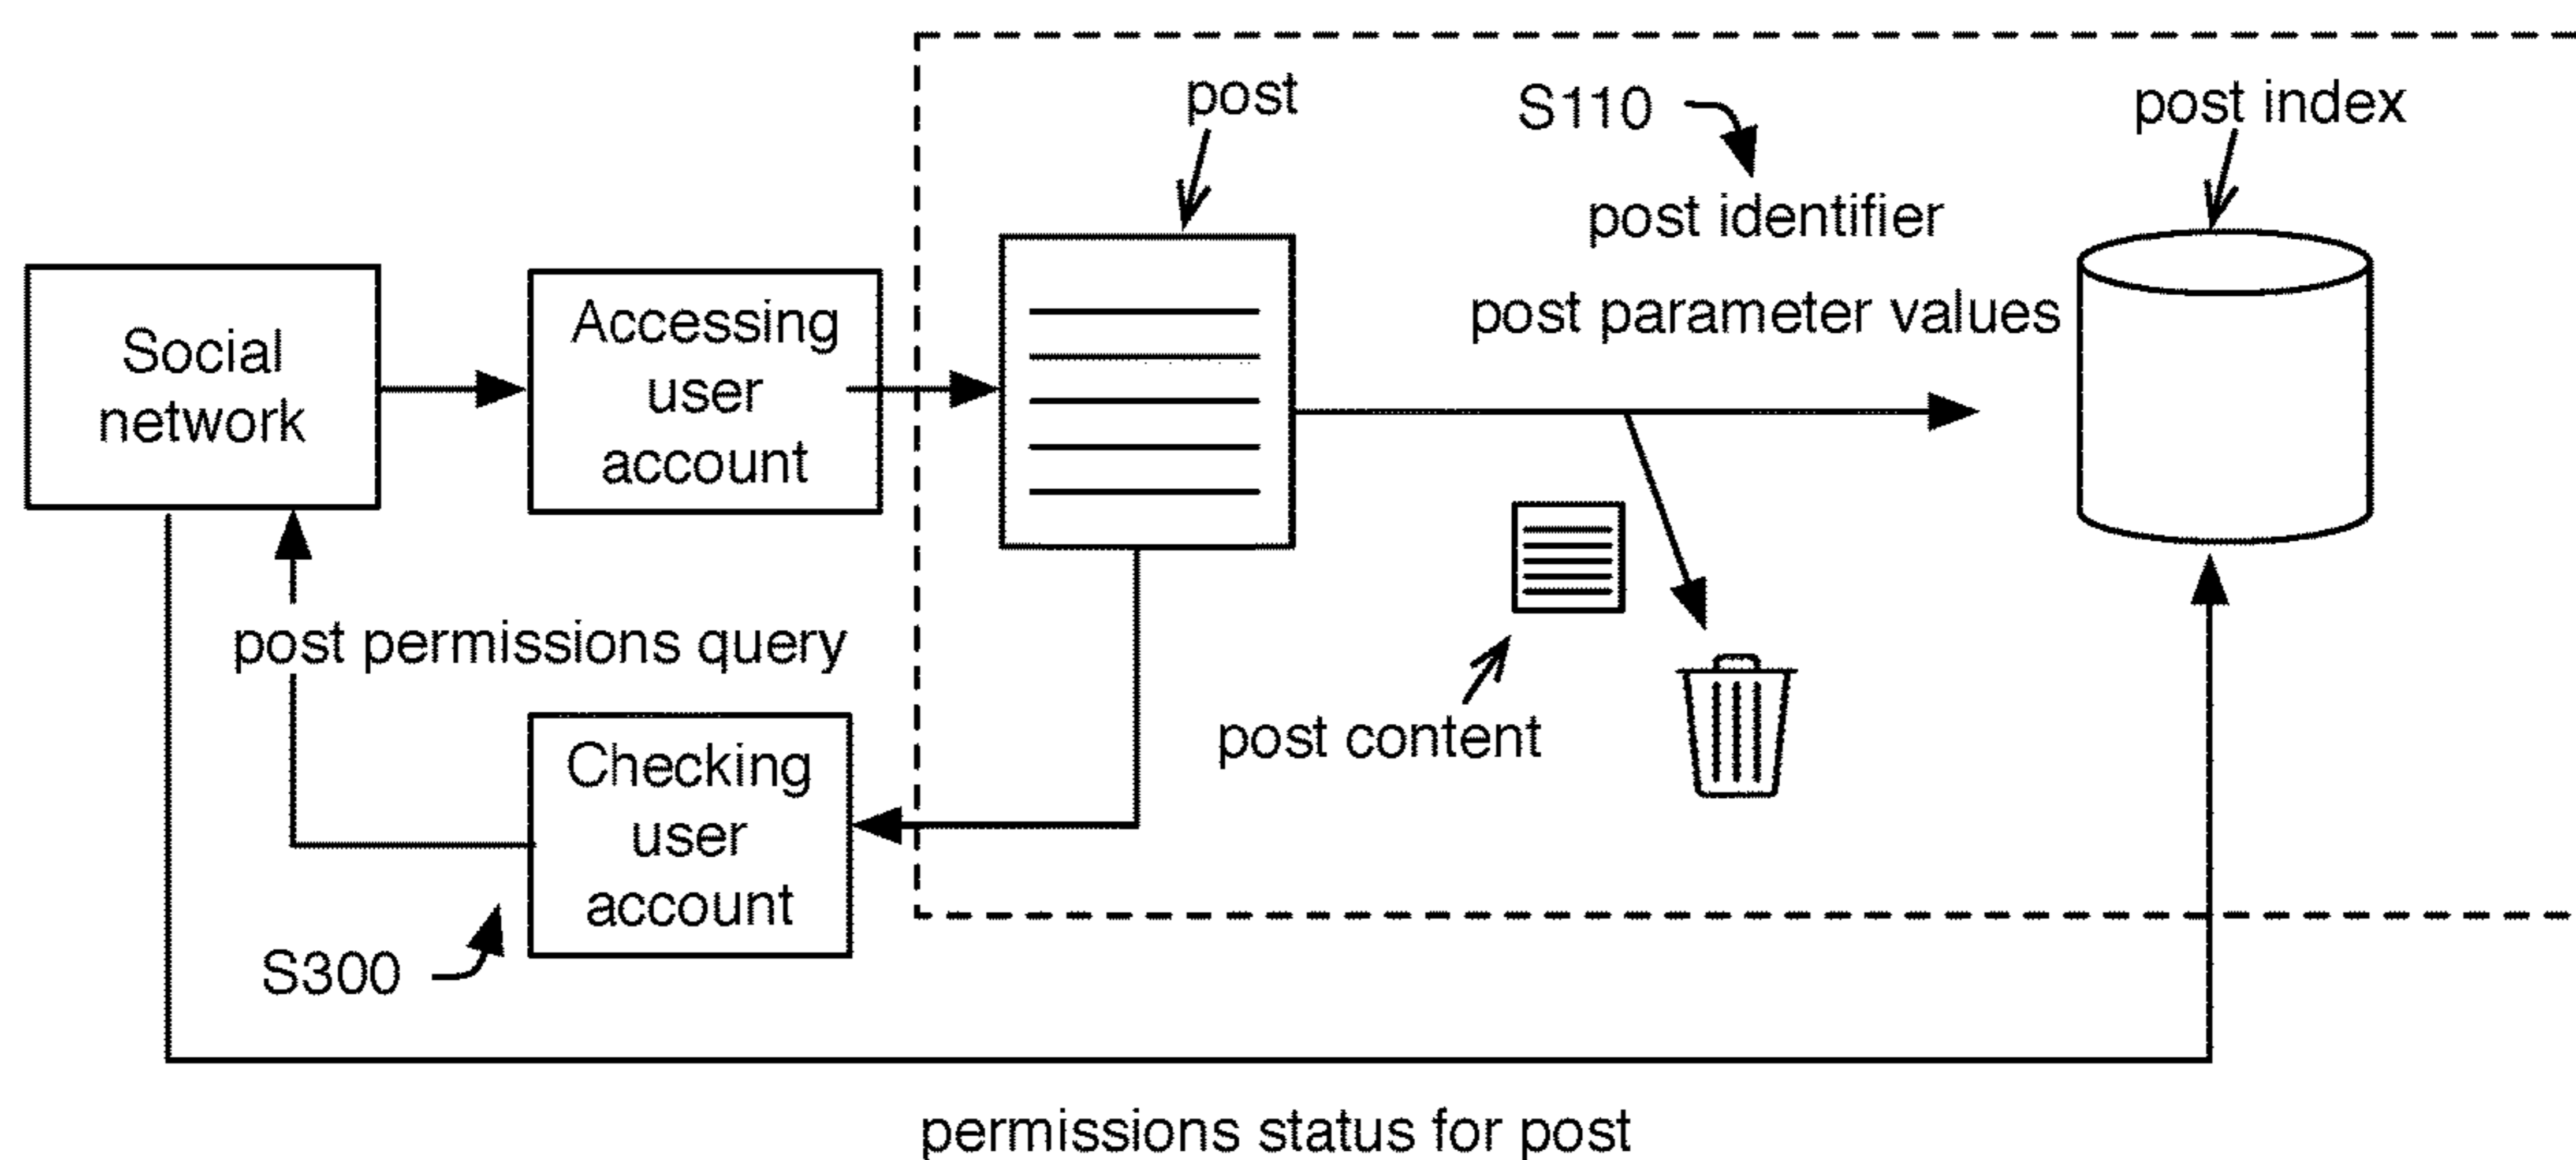 post
S110
post index
post identifier
post parameter values
Social
network
Accessing
user
account
post permissions query
post content
Checking
user
account
S300
permissions status for post